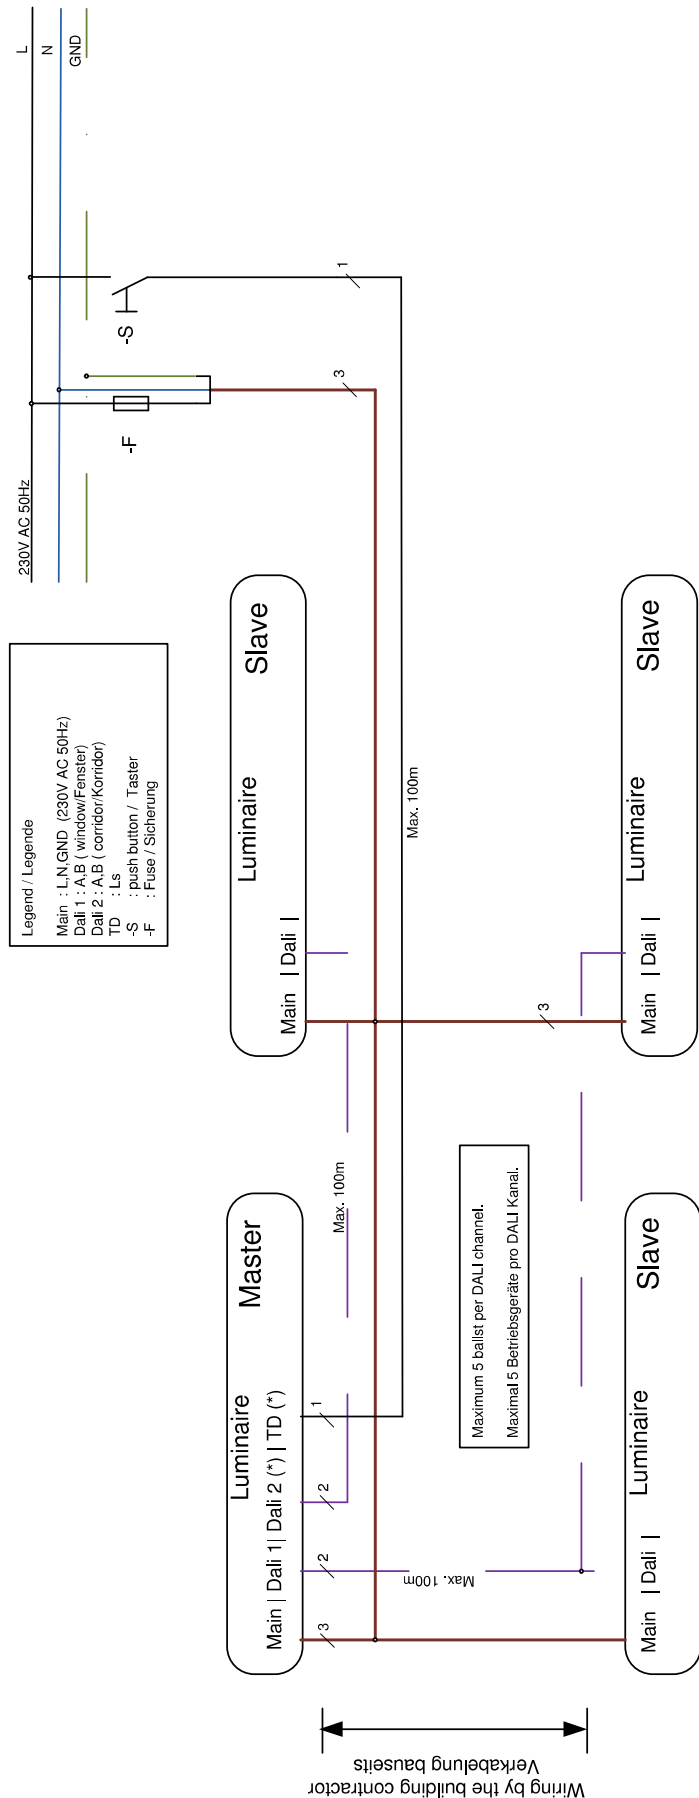 230V AC 50Hz
L
N
GND
Legend / Legende
Main : L,N,GND (230V AC 50Hz)
Dali 1 : A,B ( window/Fenster)
Dali 2 : A,B ( corridor/Korridor)
TD : Ls
-S : push button / Taster
-F : Fuse / Sicherung
-F
-S
3
1
Luminaire Master
Main | Dali 1| Dali 2 (*) | TD (*)
3
2
2
1
Luminaire Slave
Main | Dali |
Max. 100m
Max. 100m
Max. 100m
3
Maximum 5 ballst per DALI channel.
Maximal 5 Betriebsgeräte pro DALI Kanal.
Luminaire Slave
Main | Dali |
Luminaire Slave
Main | Dali |
Wiring by the building contractor
Verkabelung bauseits